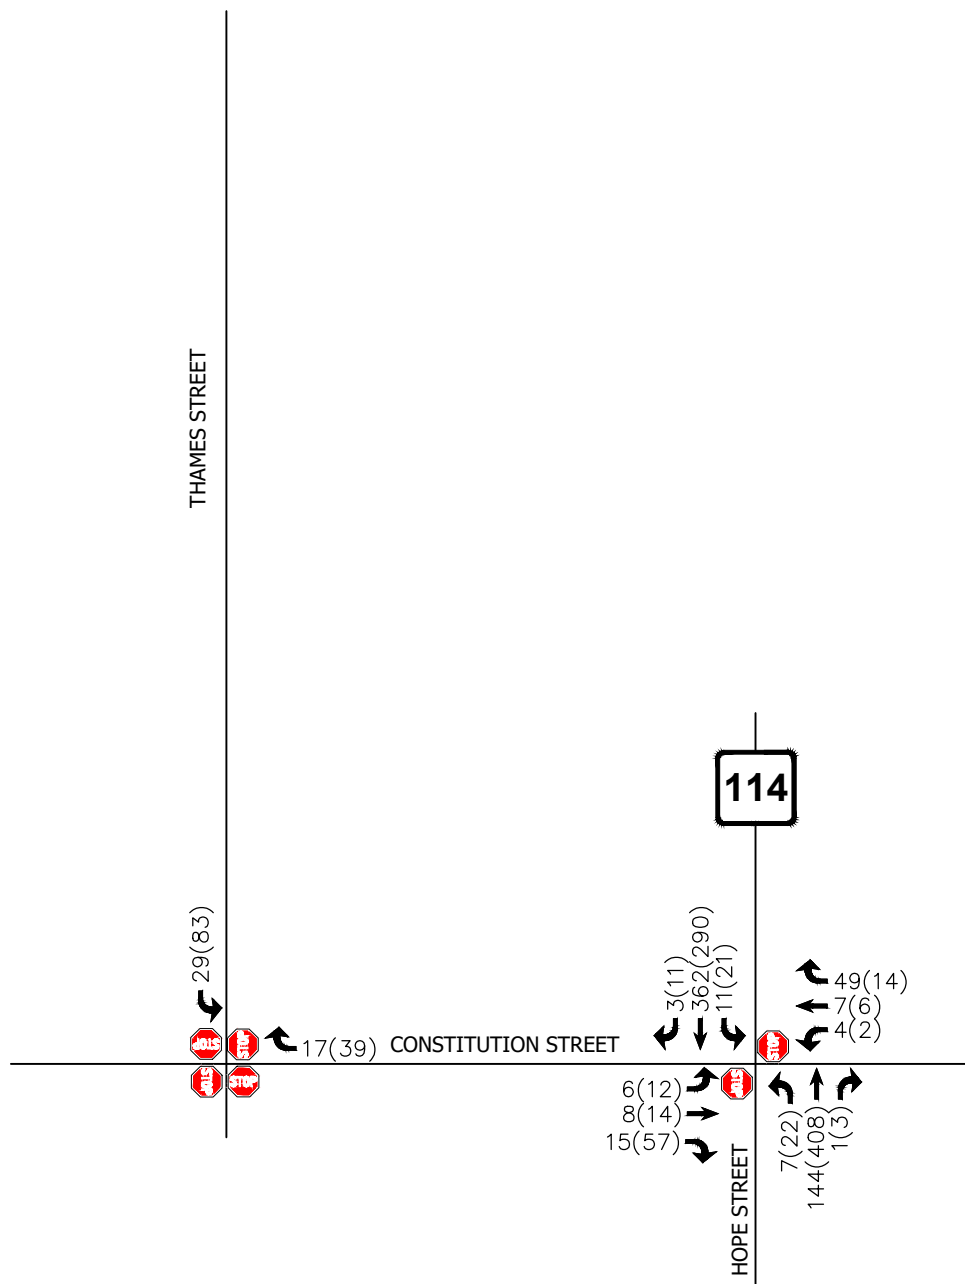 THAMES STREET
114
29(83)
3(11)
362(290)
11(21)
49(14)
7(6)
4(2)
STOP
STOP
STOP
STOP
17(39)
CONSTITUTION STREET
STOP
STOP
6(12)
8(14)
15(57)
7(22)
144(408)
1(3)
HOPE STREET